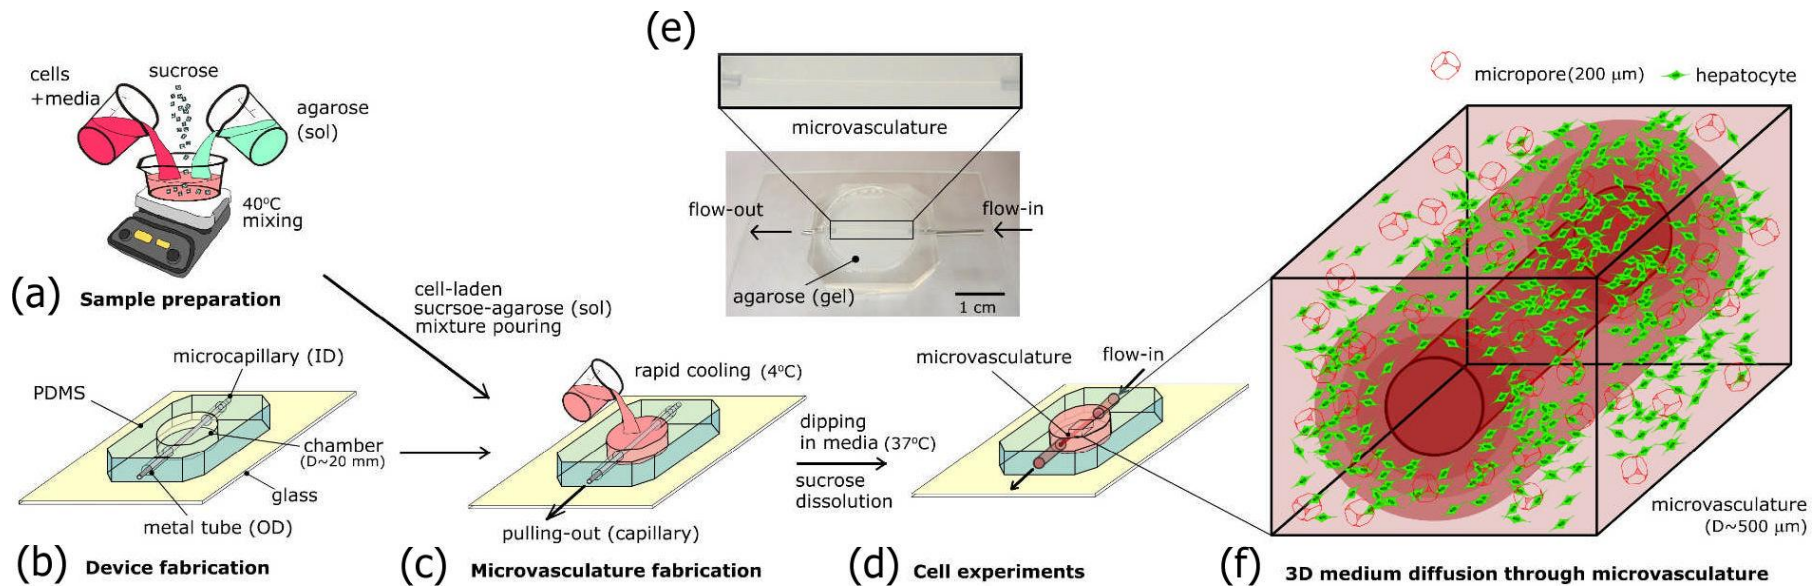 cells
+media
sucrose
agarose
(sol)
40°C
mixing
(a) Sample preparation
cell-laden
sucrsoe-agarose (sol)
mixture pouring
(e)
microvasculature
flow-out
flow-in
agarose (gel)
1 cm
microcapillary (ID)
PDMS
chamber
(D~20 mm)
glass
metal tube (OD)
(b) Device fabrication
rapid cooling (4°C)
pulling-out (capillary)
(c) Microvasculature fabrication
dipping
in media (37°C)
sucrose
dissolution
microvasculature
flow-in
(d) Cell experiments
micropore(200 µm)
hepatocyte
microvasculature
(D~500 µm)
(f) 3D medium diffusion through microvasculature